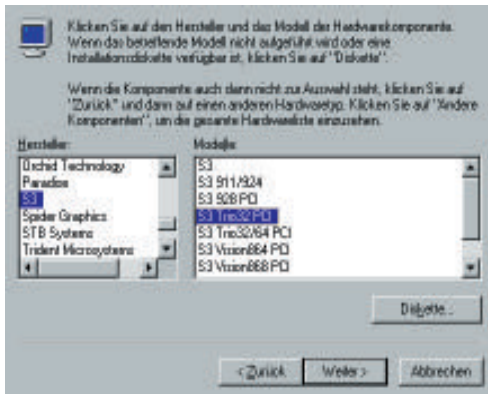 Klicken Sie auf den Hersteller und das Modell der Hardwarekomponente.
Wenn das betreffende Modell nicht aufgeführt wird oder eine
Installationsdiskette verfügbar ist, klicken Sie auf "Diskette".
Wenn die Komponente auch dann nicht zur Auswahl steht, klicken Sie auf
"Zurück" und dann auf einen anderen Hardwaretyp. Klicken Sie auf "Andere
Komponenten", um die gesamte Hardwareliste einzusehen.
Hersteller:
Orchid Technology
Paradise
S3
Spider Graphics
STB Systems
Trident Microsystems
Modelle:
S3
S3 911/924
S3 928 PCI
S3 Trio32 PCI
S3 Trio32/64 PCI
S3 Vision864 PCI
S3 Vision868 PCI
Diskette...
< Zurück
Weiter >
Abbrechen